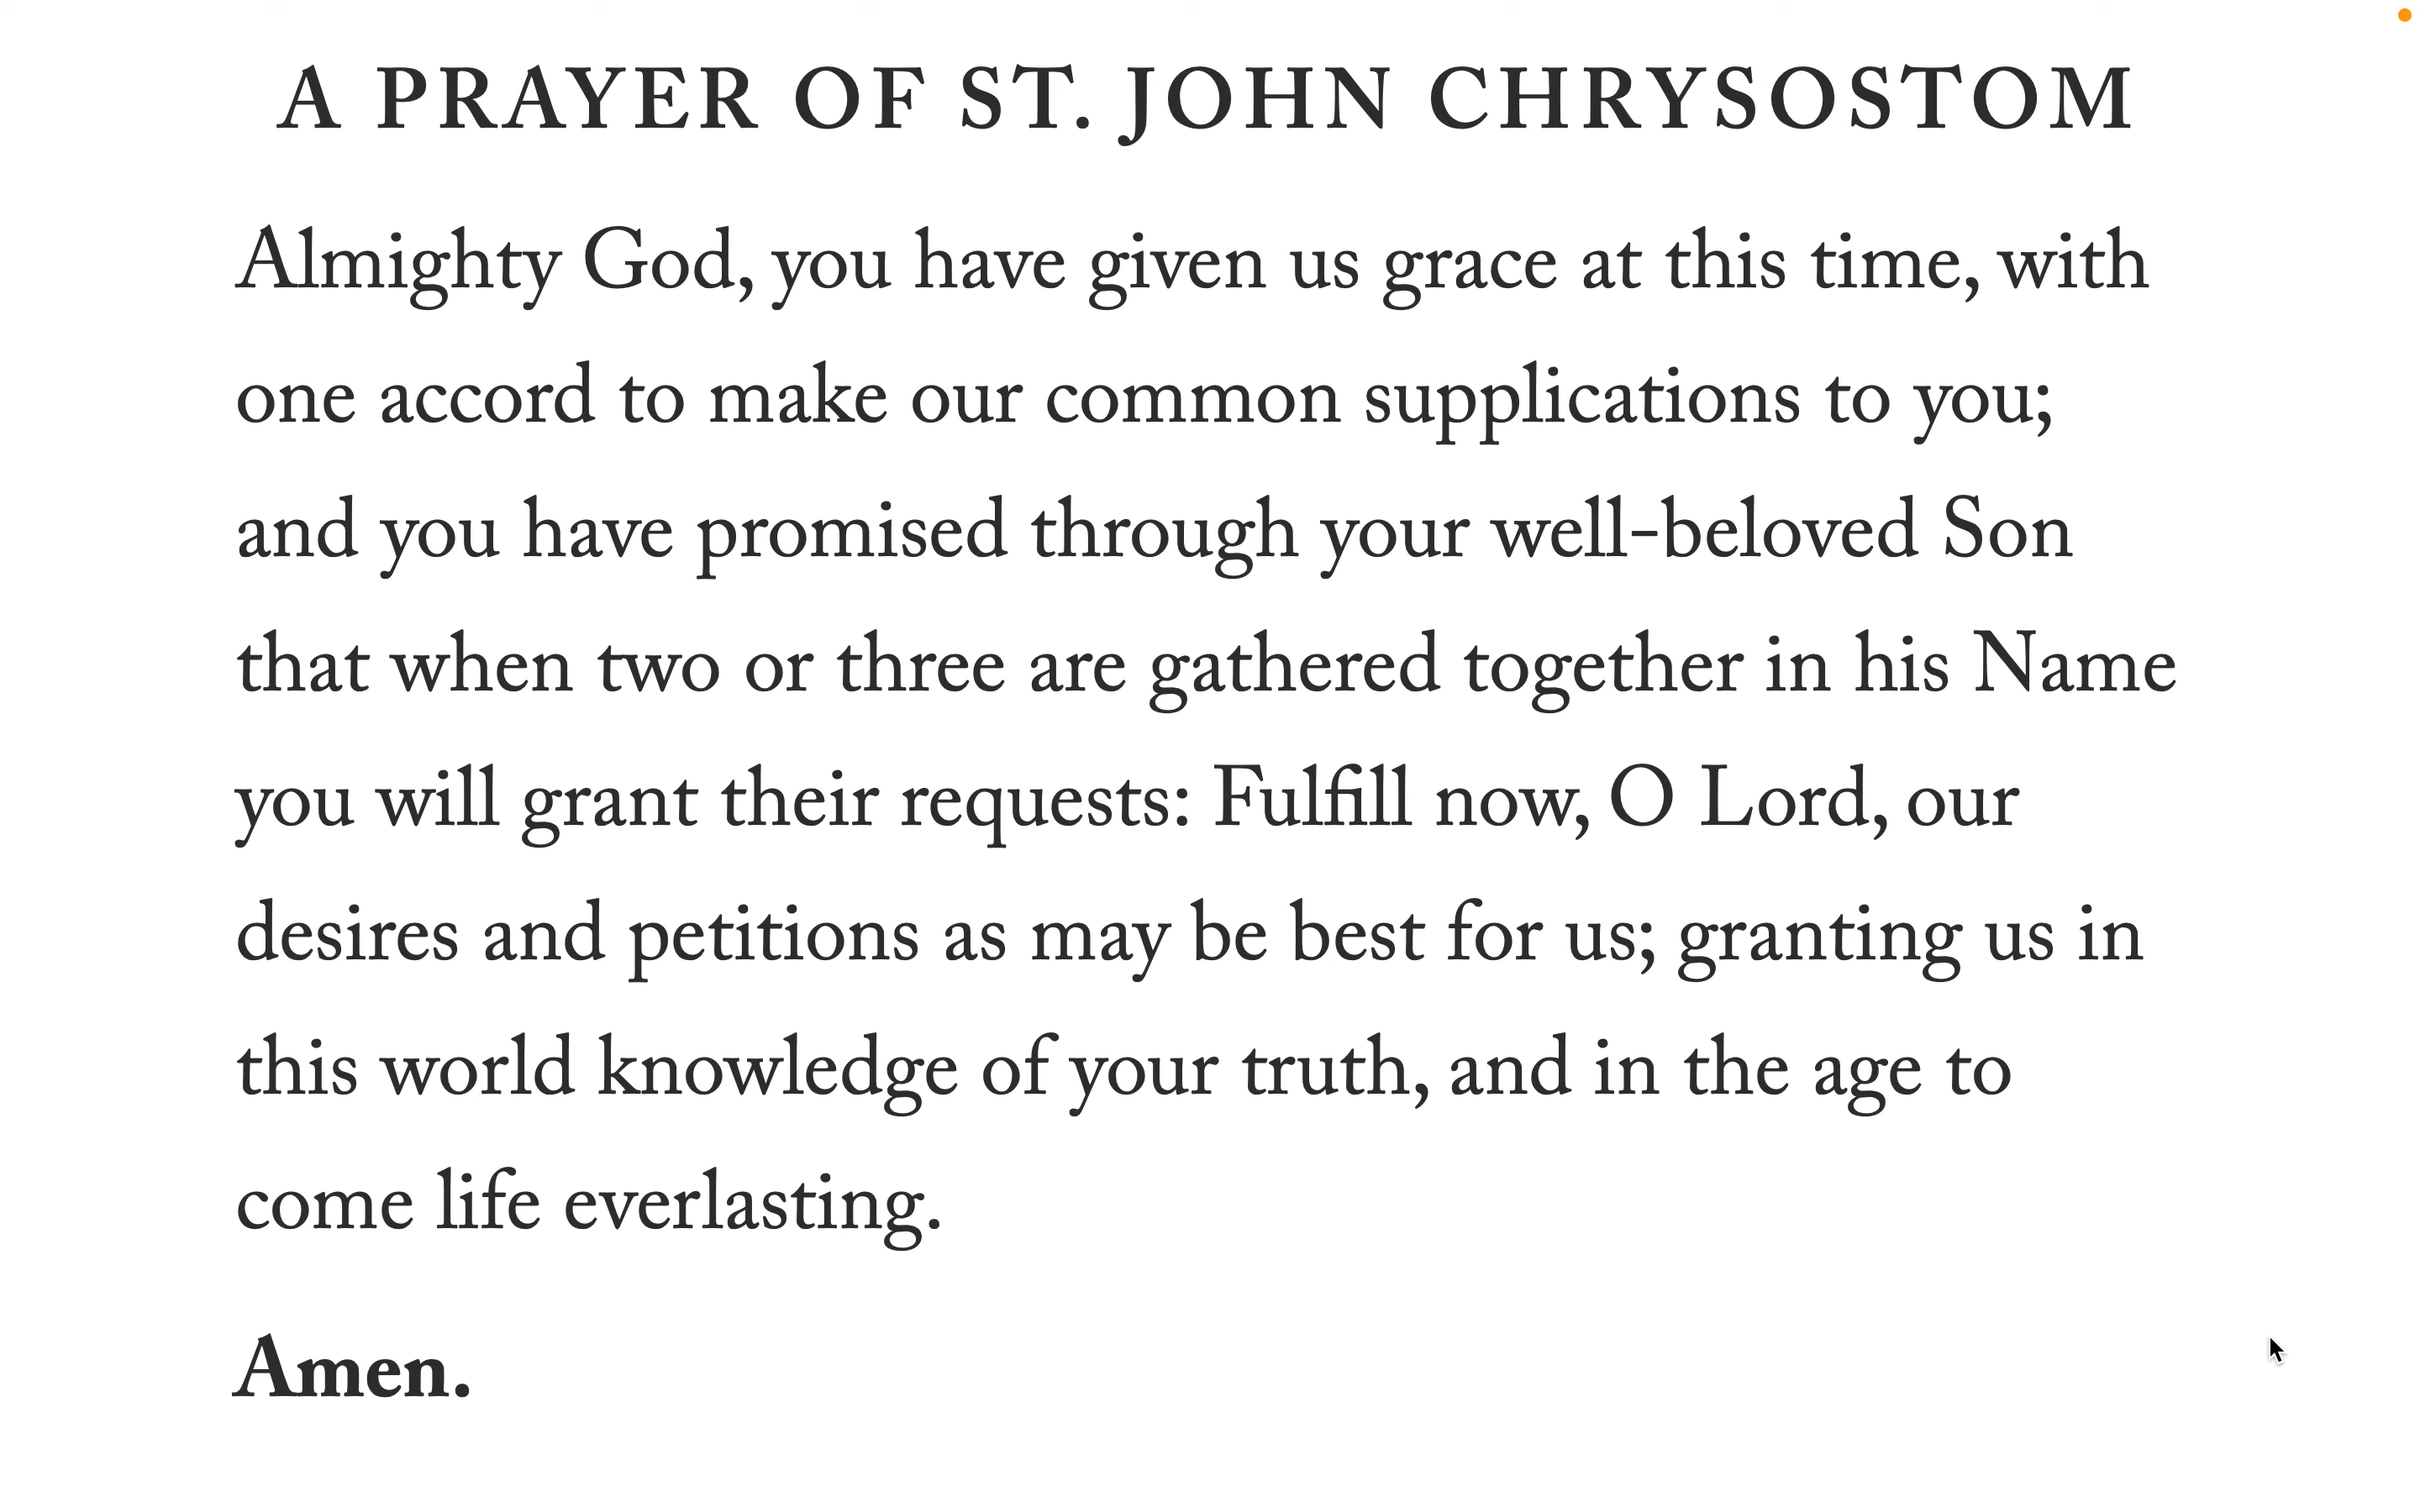 A PRAYER OF ST. JOHN CHRYSOSTOM
Almighty God, you have given us grace at this time, with
one accord to make our common supplications to you;
and you have promised through your well-beloved Son
that when two or three are gathered together in his Name
you will grant their requests: Fulfill now, O Lord, our
desires and petitions as may be best for us; granting us in
this world knowledge of your truth, and in the age to
come life everlasting.
Amen.